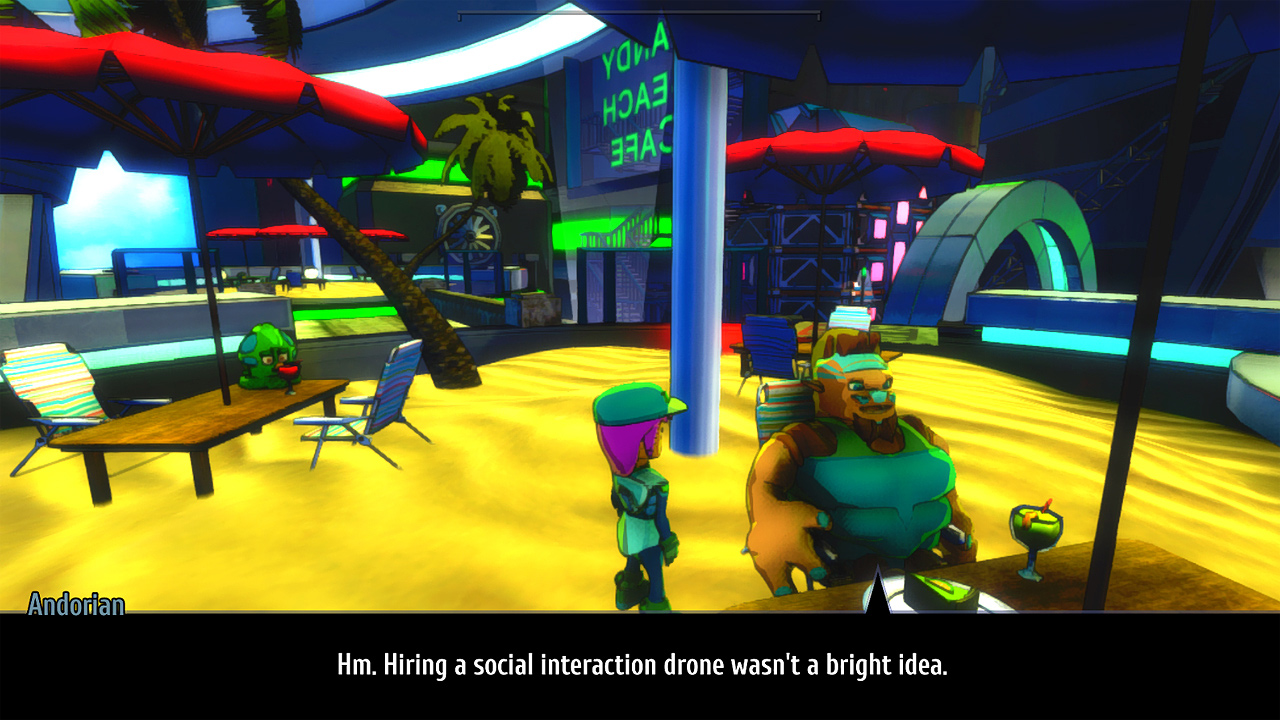 ANDY
EACH
CAFE
Andorian
Hm. Hiring a social interaction drone wasn't a bright idea.